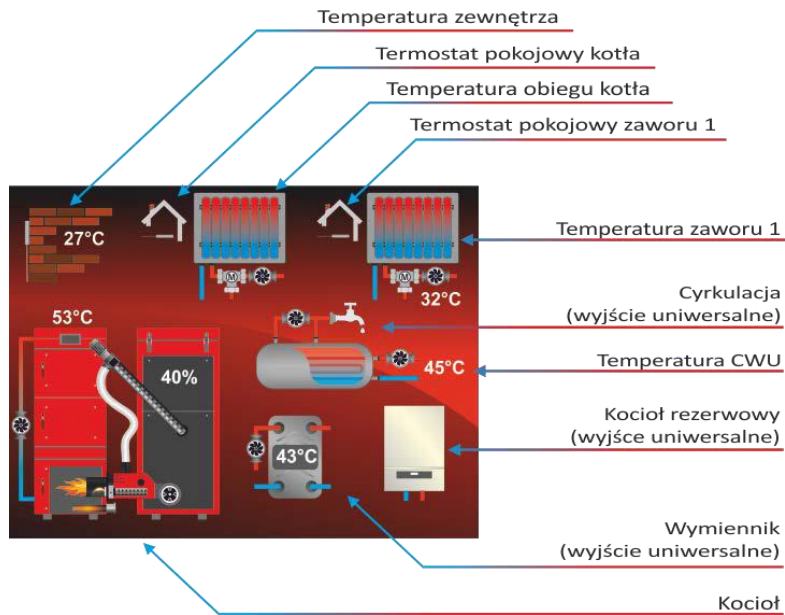 Temperatura zewnętrza
Termostat pokojowy kotła
Temperatura obiegu kotła
Termostat pokojowy zaworu 1
27°C
Temperatura zaworu 1
M
M
32°C
Cyrkulacja
(wyjście uniwersalne)
53°C
45°C
Temperatura CWU
40%
Kocioł rezerwowy
(wyjśce uniwersalne)
43°C
Wymiennik
(wyjście uniwersalne)
Kocioł